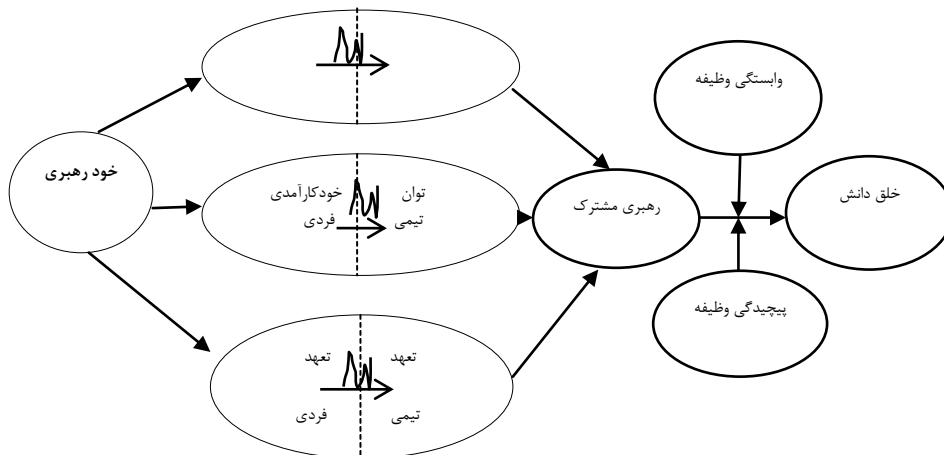 وابستگی وظیفه
خود رهبری
خودکارآمدی
فردی
توان
تیمی
رهبری مشترک
خلق دانش
پیچیدگی وظیفه
تعهد
فردی
تعهد
تیمی